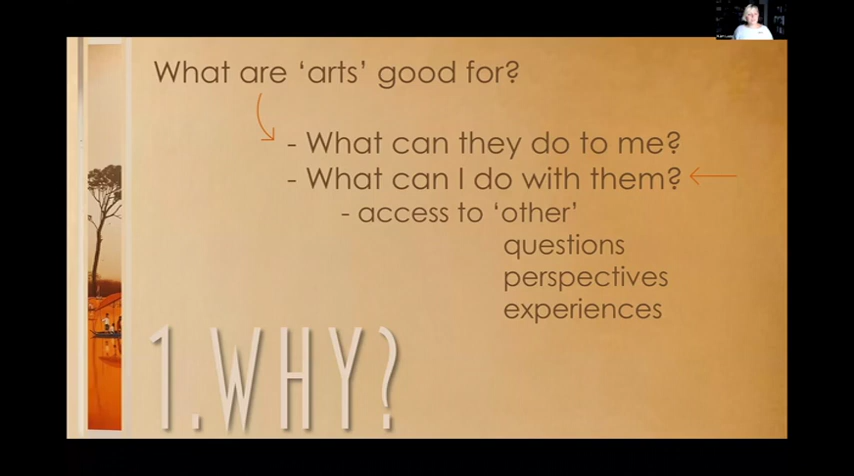 What are ‘arts’ good for?
- What can they do to me?
- What can I do with them?
- access to ‘other’
questions
perspectives
experiences
1.WHY?